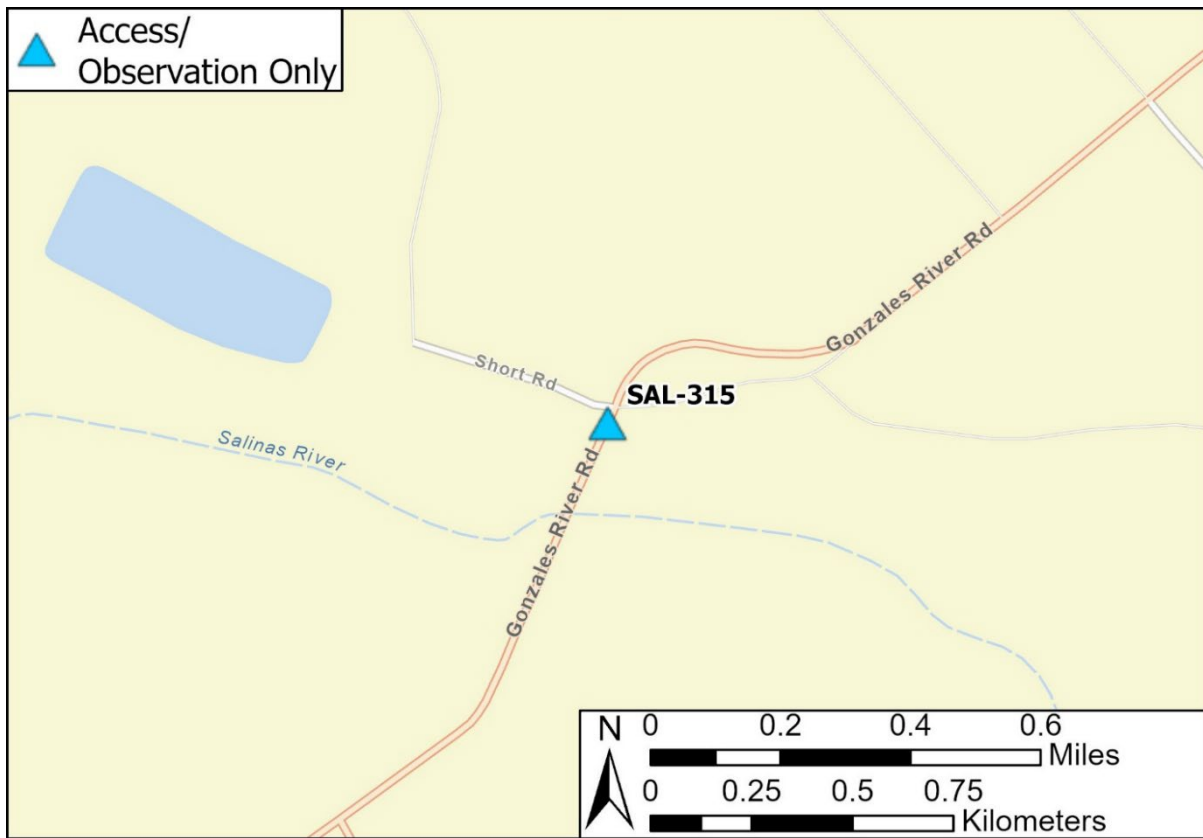 Access/
Observation Only
Gonzales River Rd
Short Rd
SAL-315
Salinas River
Gonzales River Rd
N
0 0.2 0.4 0.6
Miles
0 0.25 0.5 0.75
Kilometers